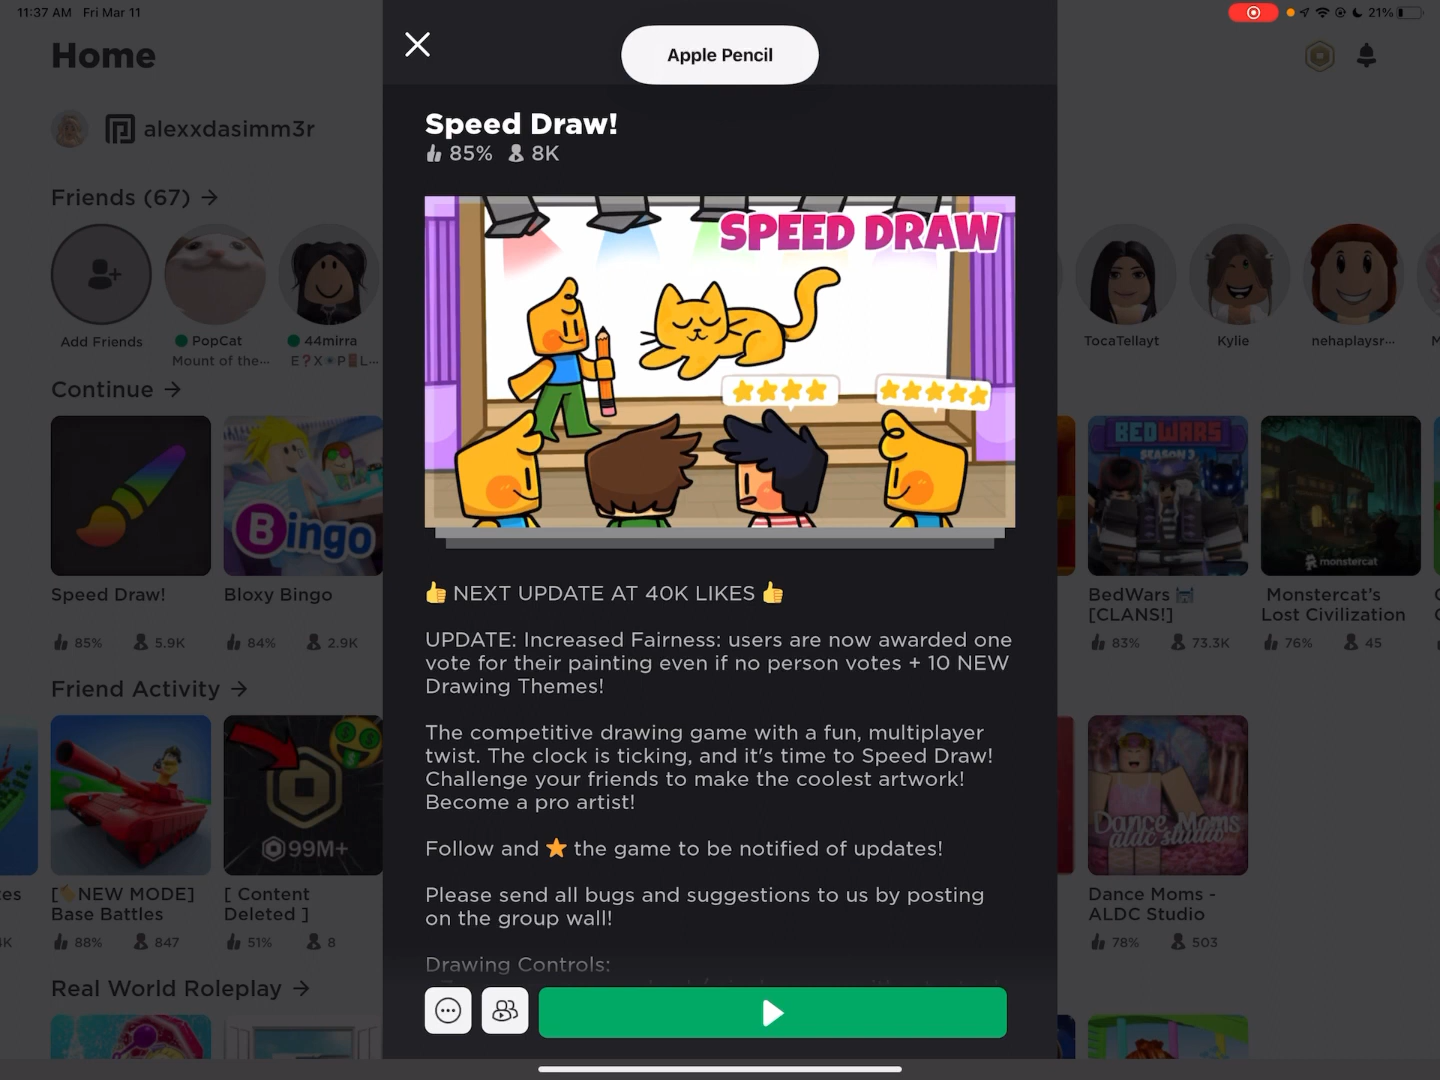 11:37 AM Fri Mar 11
21%
Home
Apple Pencil
alexxdasimm3r
Speed Draw!
85% 8K
Friends (67) →
SPEED DRAW
Add Friends
PopCat
Mount of the...
44mirra
TocaTellayt
Kylie
nehaplaysr...
Continue →
Bingo
BEDWARS
SEASON 3
monstercat
Speed Draw!
85% 5.9K
Bloxy Bingo
84% 2.9K
BedWars
[CLANS!]
83% 73.3K
Monstercat's
Lost Civilization
76% 45
👍 NEXT UPDATE AT 40K LIKES 👍
UPDATE: Increased Fairness: users are now awarded one
vote for their painting even if no person votes + 10 NEW
Drawing Themes!
The competitive drawing game with a fun, multiplayer
twist. The clock is ticking, and it's time to Speed Draw!
Challenge your friends to make the coolest artwork!
Become a pro artist!
Follow and ⭐ the game to be notified of updates!
Please send all bugs and suggestions to us by posting
on the group wall!
Drawing Controls:
Friend Activity →
99M+
Dance Moms
aldc studio
[NEW MODE]
Base Battles
88% 847
[ Content
Deleted ]
51% 8
Dance Moms -
ALDC Studio
78% 503
Real World Roleplay →